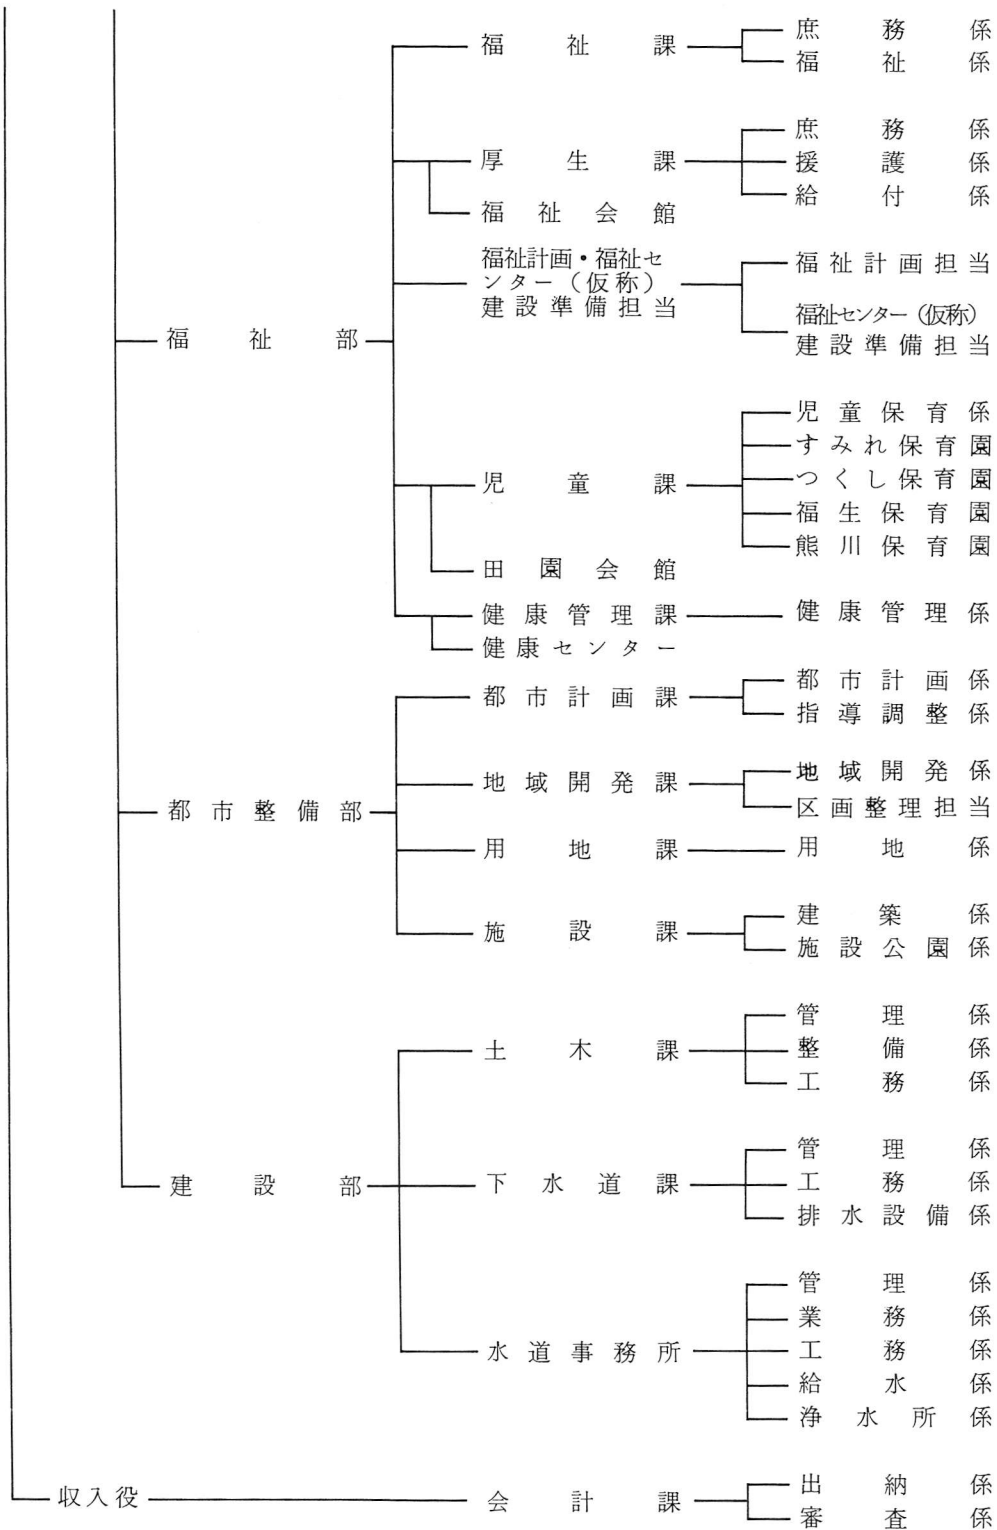 福祉部
福祉課
庶務係
福祉係
厚生課
庶務係
援護係
給付係
福祉会館
福祉計画・福祉セ
ンター（仮称）
建設準備担当
福祉計画担当
福祉センター（仮称）
建設準備担当
児童課
児童保育係
すみれ保育園
つくし保育園
福生保育園
熊川保育園
田園会館
健康管理課
健康管理係
健康センター
都市整備部
都市計画課
都市計画係
指導調整係
地域開発課
地域開発係
区画整理担当
用地課
用地係
施設課
建築係
施設公園係
建設部
土木課
管理係
整備係
工務係
下水道課
管理係
工務係
排水設備係
水道事務所
管理係
業務係
工務係
給水係
浄水所係
収入役
会計課
出納係
審査係